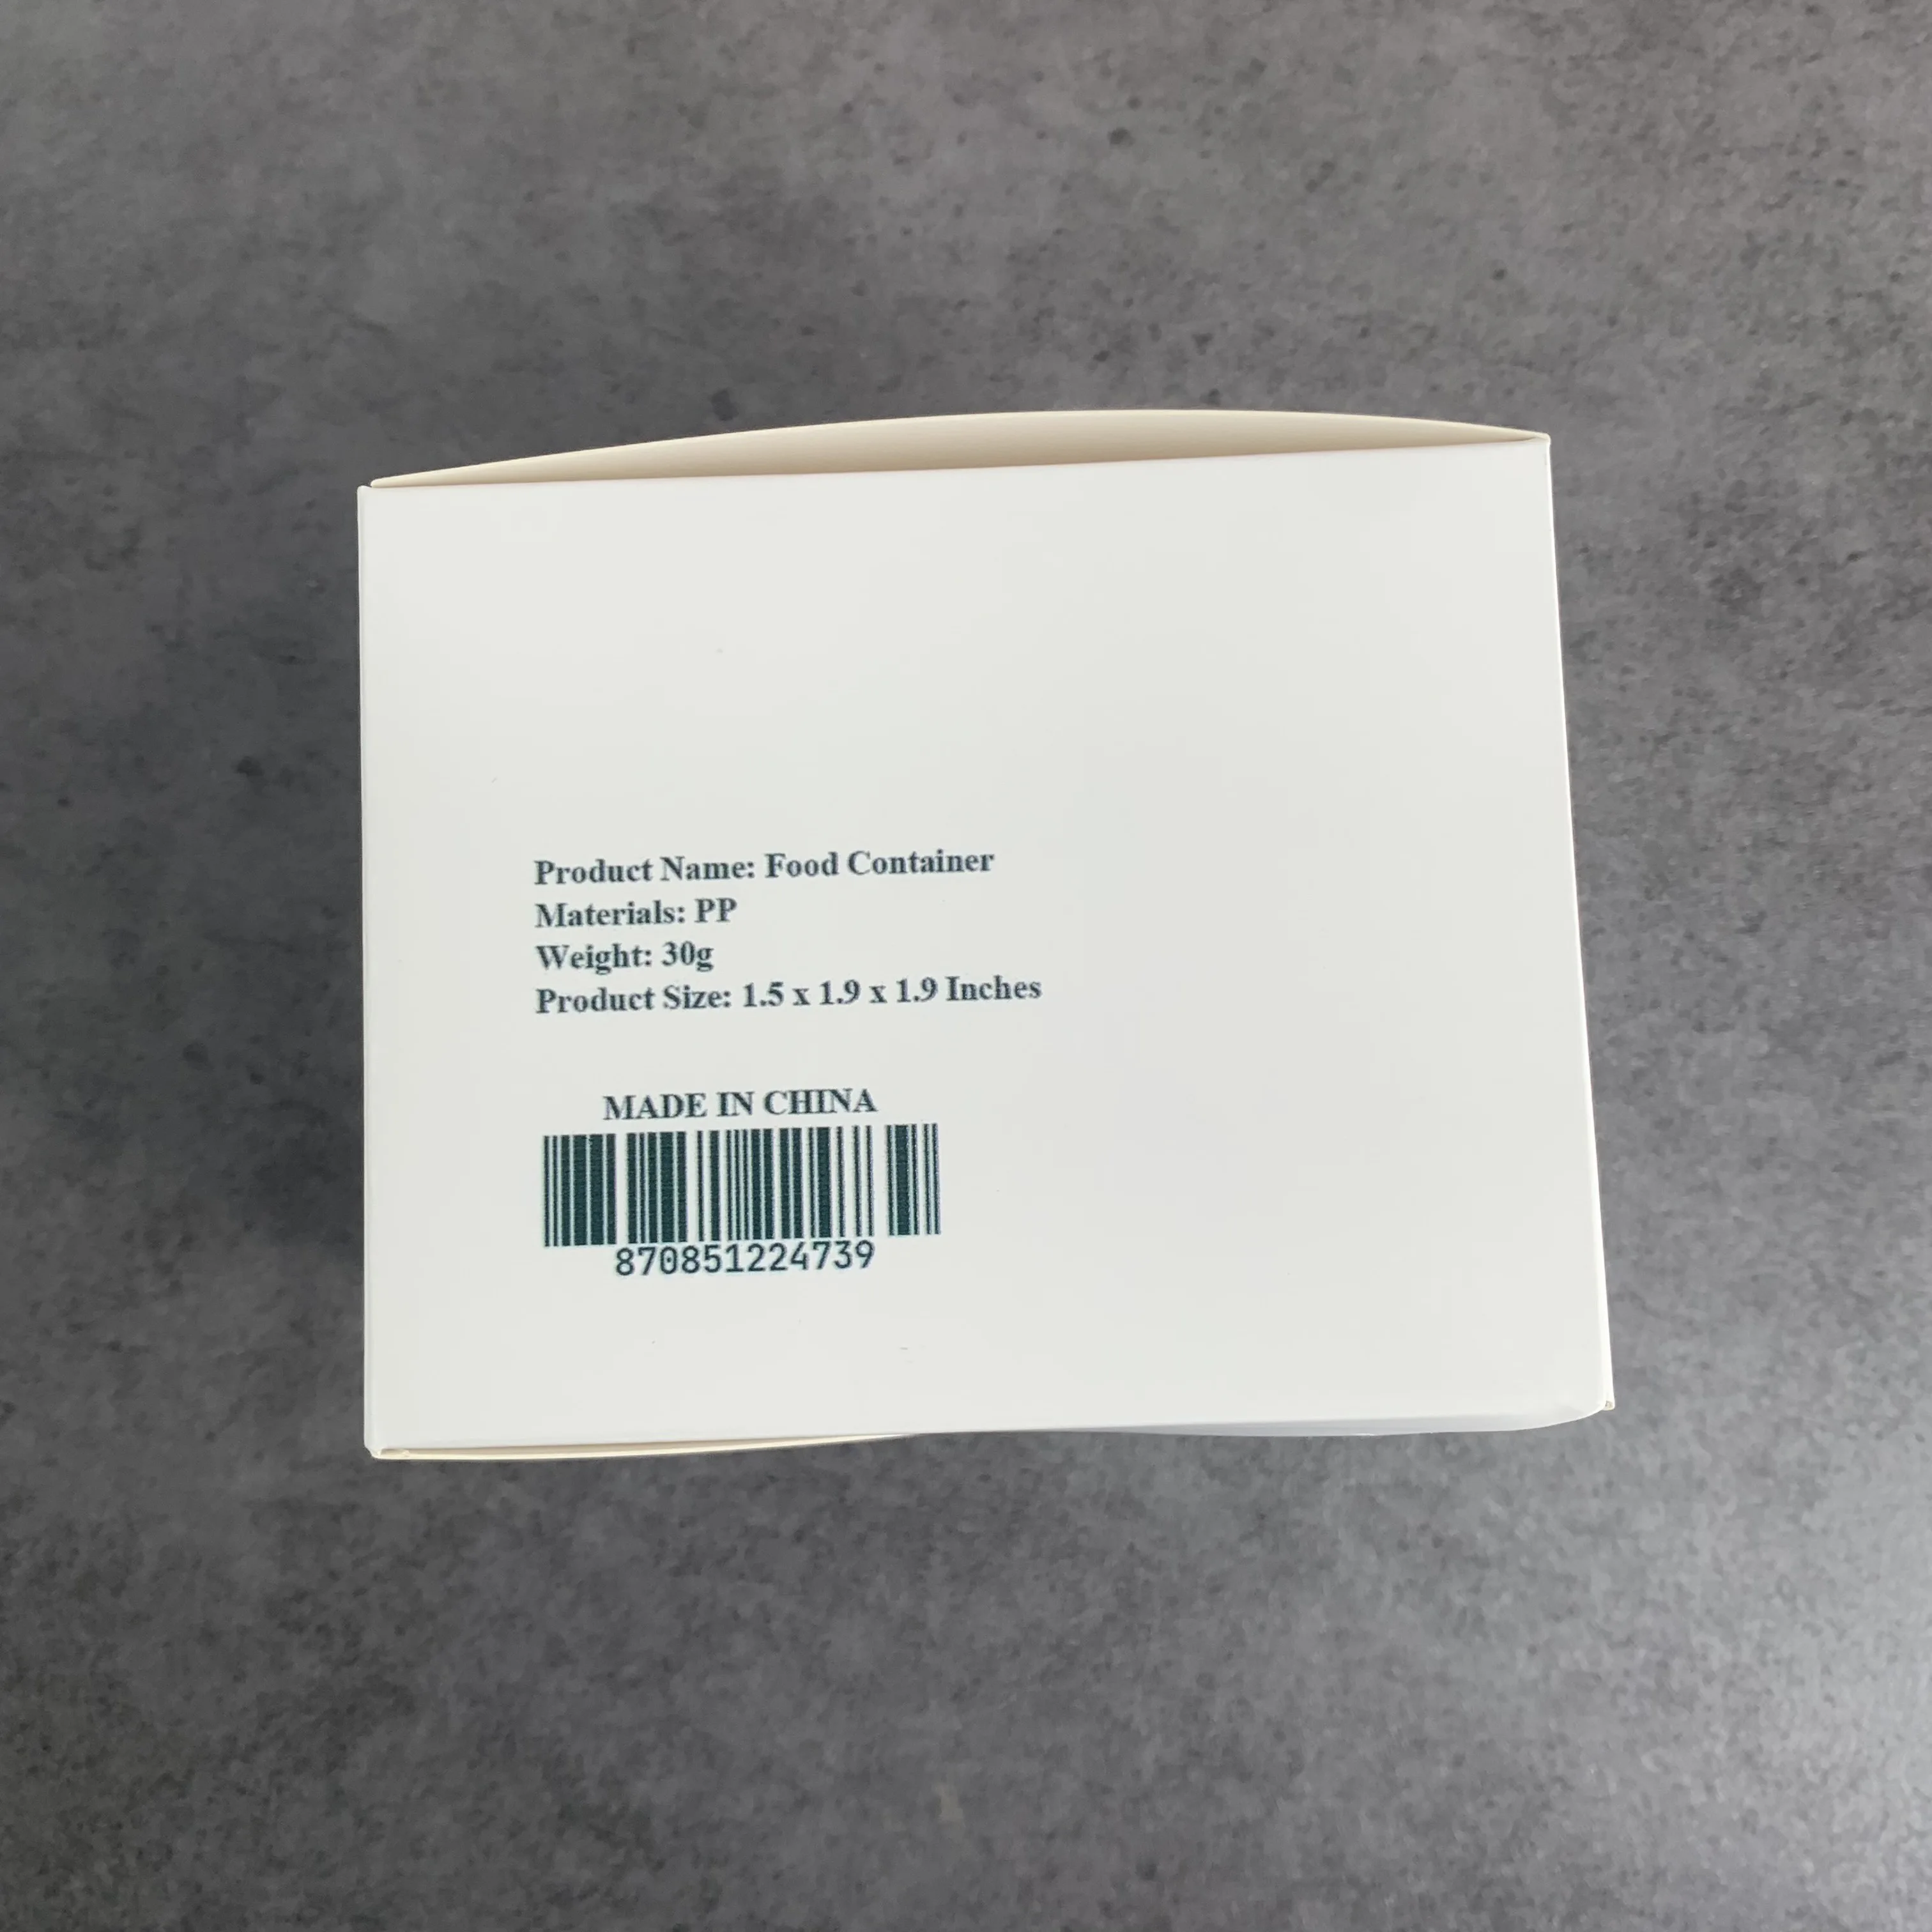 Product Name: Food Container
Materials: PP
Weight: 30g
Product Size: 1.5 x 1.9 x 1.9 Inches
MADE IN CHINA
870851224739